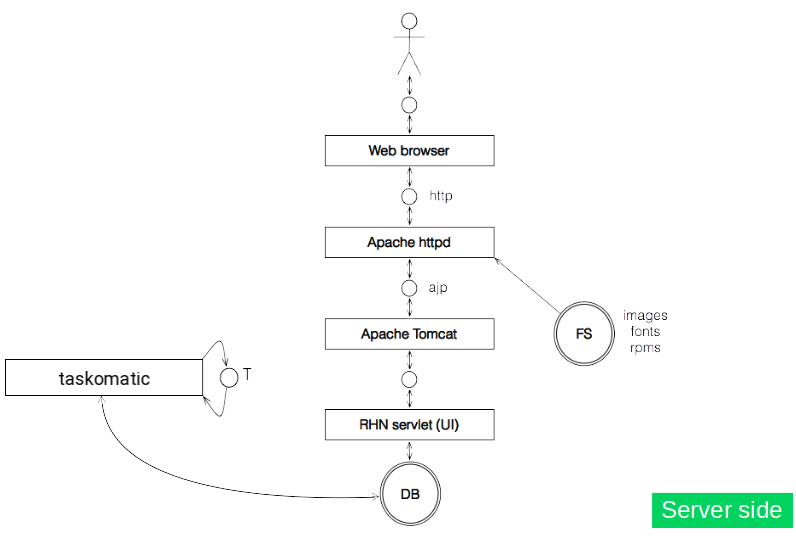 Web browser
http
Apache httpd
ajp
images
fonts
rpms
FS
Apache Tomcat
taskomatic
T
RHN servlet (UI)
DB
Server side